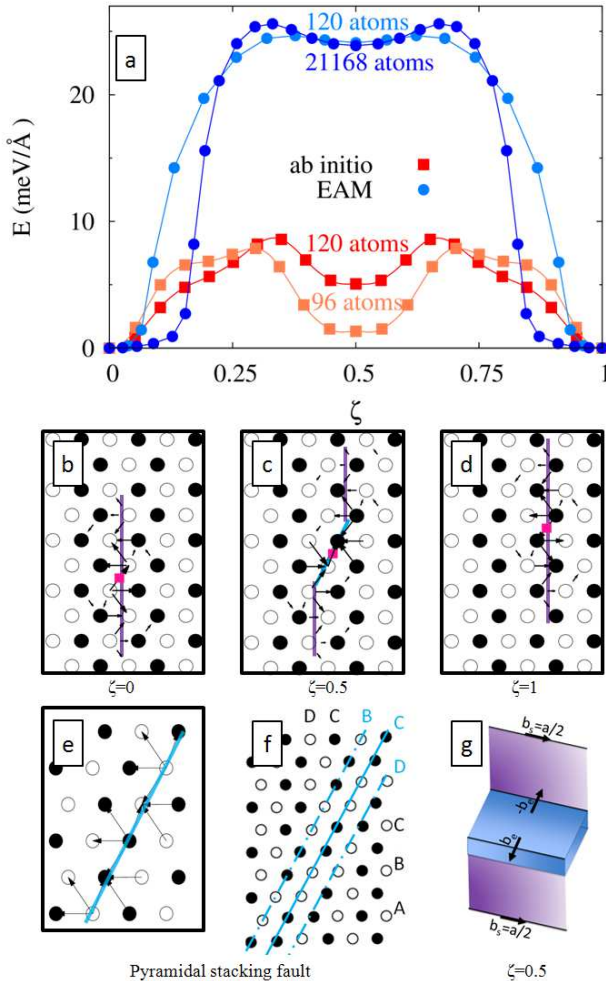 a
120 atoms
21168 atoms
ab initio
EAM
120 atoms
96 atoms
E (meV/Å)
20
10
0
0 0.25 0.5 0.75 1
ζ
b
c
d
ζ=0 ζ=0.5 ζ=1
e
f
g
D C B
C
D
C
B
A
bₛ=a/2
-bₑ
bₑ
bₛ=a/2
Pyramidal stacking fault
ζ=0.5